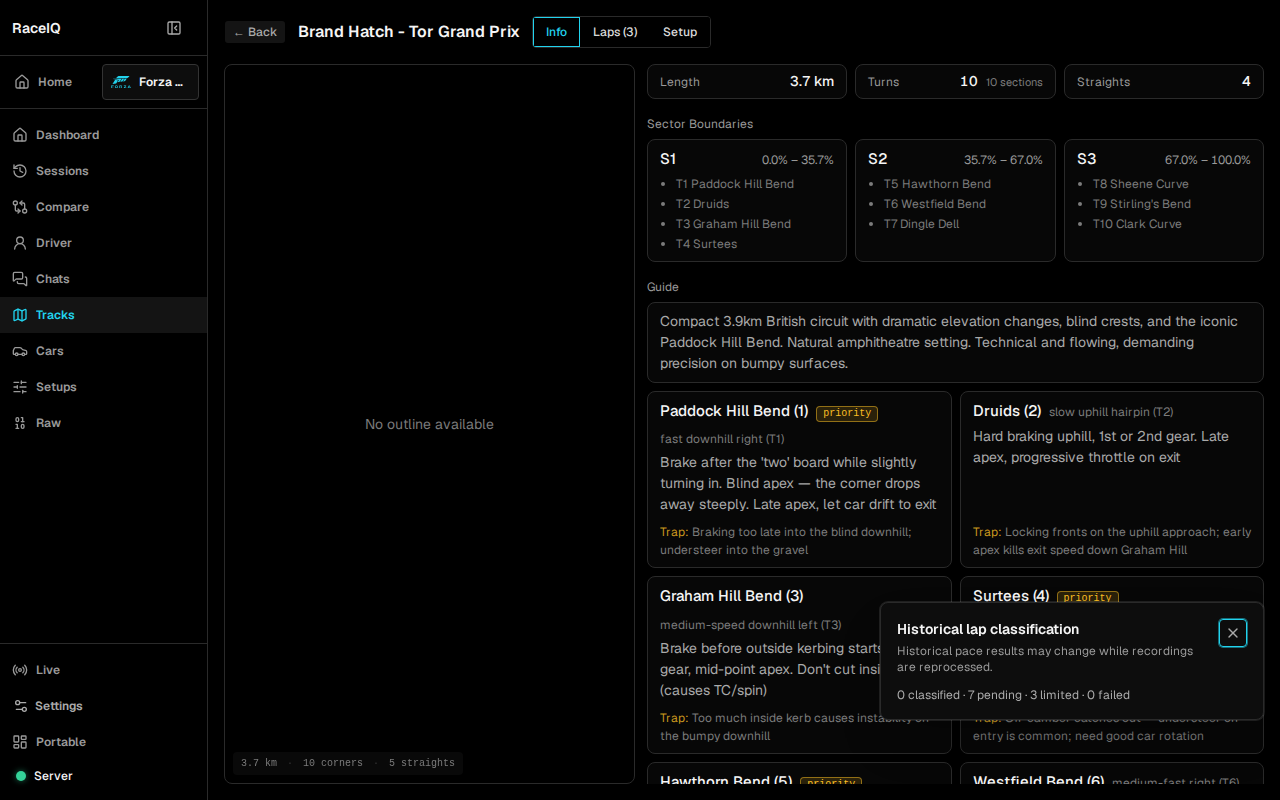 RaceIQ
← Back
Brand Hatch - Tor Grand Prix
Info
Laps (3)
Setup
Home
FORZA
Forza ...
Dashboard
Sessions
Compare
Driver
Chats
Tracks
Cars
Setups
Raw
Live
Settings
Portable
Server
No outline available
3.7 km · 10 corners · 5 straights
Length 3.7 km
Turns 10 10 sections
Straights 4
Sector Boundaries
S1 0.0% – 35.7%
• T1 Paddock Hill Bend
• T2 Druids
• T3 Graham Hill Bend
• T4 Surtees
S2 35.7% – 67.0%
• T5 Hawthorn Bend
• T6 Westfield Bend
• T7 Dingle Dell
S3 67.0% – 100.0%
• T8 Sheene Curve
• T9 Stirling's Bend
• T10 Clark Curve
Guide
Compact 3.9km British circuit with dramatic elevation changes, blind crests, and the iconic
Paddock Hill Bend. Natural amphitheatre setting. Technical and flowing, demanding
precision on bumpy surfaces.
Paddock Hill Bend (1) priority
fast downhill right (T1)
Brake after the 'two' board while slightly
turning in. Blind apex — the corner drops
away steeply. Late apex, let car drift to exit
Trap: Braking too late into the blind downhill;
understeer into the gravel
Druids (2) slow uphill hairpin (T2)
Hard braking uphill, 1st or 2nd gear. Late
apex, progressive throttle on exit
Trap: Locking fronts on the uphill approach; early
apex kills exit speed down Graham Hill
Graham Hill Bend (3)
medium-speed downhill left (T3)
Brake before outside kerbing starts
gear, mid-point apex. Don't cut
(causes TC/spin)
Trap: Too much inside kerb causes instability on
the bumpy downhill
Surtees (4) priority
entry is common; need good car rotation
Historical lap classification
Historical pace results may change while recordings
are reprocessed.
0 classified · 7 pending · 3 limited · 0 failed
Hawthorn Bend (5) priority
Westfield Bend (6) medium-fast right (T6)